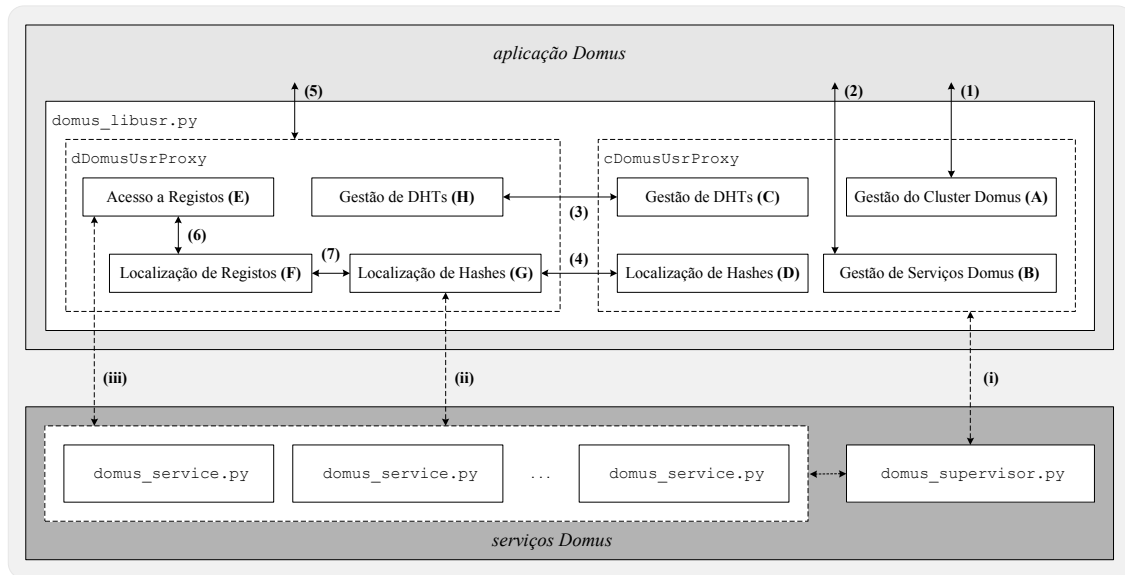 aplicação Domus
(5)
(2)
(1)
domus_libusr.py
dDomusUsrProxy
cDomusUsrProxy
Acesso a Registos (E)
Gestão de DHTs (H)
Gestão de DHTs (C)
Gestão do Cluster Domus (A)
(3)
(6)
(7)
(4)
Localização de Registos (F)
Localização de Hashes (G)
Localização de Hashes (D)
Gestão de Serviços Domus (B)
(iii)
(ii)
(i)
domus_service.py
domus_service.py
...
domus_service.py
domus_supervisor.py
serviços Domus